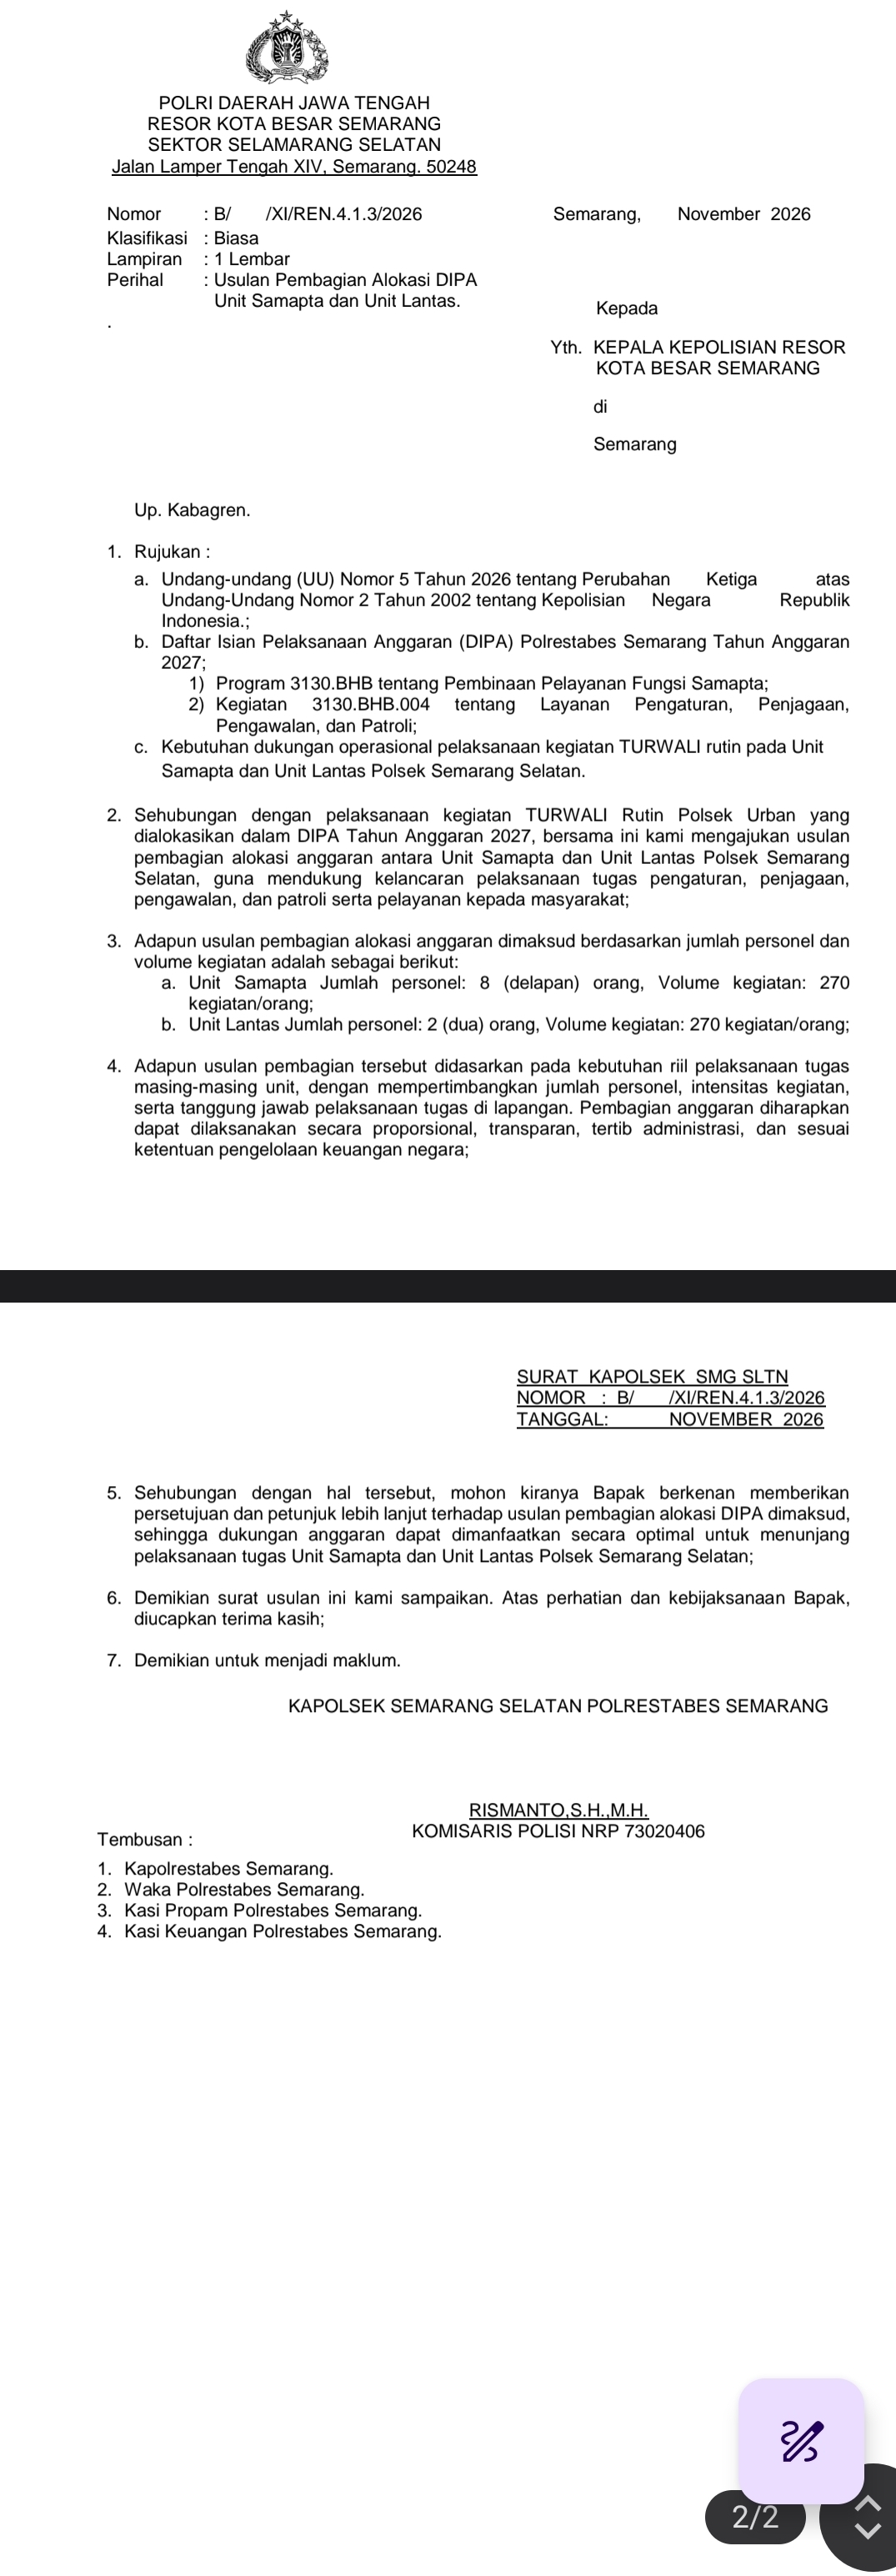 POLRI DAERAH JAWA TENGAH
RESOR KOTA BESAR SEMARANG
SEKTOR SELAMARANG SELATAN
Jalan Lamper Tengah XIV, Semarang. 50248
Nomor : B/ /XI/REN.4.1.3/2026 Semarang, November 2026
Klasifikasi : Biasa
Lampiran : 1 Lembar
Perihal : Usulan Pembagian Alokasi DIPA
Unit Samapta dan Unit Lantas.
.
Kepada
Yth. KEPALA KEPOLISIAN RESOR
KOTA BESAR SEMARANG
di
Semarang
Up. Kabagren.
1. Rujukan :
a. Undang-undang (UU) Nomor 5 Tahun 2026 tentang Perubahan Ketiga atas
Undang-Undang Nomor 2 Tahun 2002 tentang Kepolisian Negara Republik
Indonesia.;
b. Daftar Isian Pelaksanaan Anggaran (DIPA) Polrestabes Semarang Tahun Anggaran
2027;
1) Program 3130.BHB tentang Pembinaan Pelayanan Fungsi Samapta;
2) Kegiatan 3130.BHB.004 tentang Layanan Pengaturan, Penjagaan,
Pengawalan, dan Patroli;
c. Kebutuhan dukungan operasional pelaksanaan kegiatan TURWALI rutin pada Unit
Samapta dan Unit Lantas Polsek Semarang Selatan.
2. Sehubungan dengan pelaksanaan kegiatan TURWALI Rutin Polsek Urban yang
dialokasikan dalam DIPA Tahun Anggaran 2027, bersama ini kami mengajukan usulan
pembagian alokasi anggaran antara Unit Samapta dan Unit Lantas Polsek Semarang
Selatan, guna mendukung kelancaran pelaksanaan tugas pengaturan, penjagaan,
pengawalan, dan patroli serta pelayanan kepada masyarakat;
3. Adapun usulan pembagian alokasi anggaran dimaksud berdasarkan jumlah personel dan
volume kegiatan adalah sebagai berikut:
a. Unit Samapta Jumlah personel: 8 (delapan) orang, Volume kegiatan: 270
kegiatan/orang;
b. Unit Lantas Jumlah personel: 2 (dua) orang, Volume kegiatan: 270 kegiatan/orang;
4. Adapun usulan pembagian tersebut didasarkan pada kebutuhan riil pelaksanaan tugas
masing-masing unit, dengan mempertimbangkan jumlah personel, intensitas kegiatan,
serta tanggung jawab pelaksanaan tugas di lapangan. Pembagian anggaran diharapkan
dapat dilaksanakan secara proporsional, transparan, tertib administrasi, dan sesuai
ketentuan pengelolaan keuangan negara;
SURAT KAPOLSEK SMG SLTN
NOMOR : B/ /XI/REN.4.1.3/2026
TANGGAL: NOVEMBER 2026
5. Sehubungan dengan hal tersebut, mohon kiranya Bapak berkenan memberikan
persetujuan dan petunjuk lebih lanjut terhadap usulan pembagian alokasi DIPA dimaksud,
sehingga dukungan anggaran dapat dimanfaatkan secara optimal untuk menunjang
pelaksanaan tugas Unit Samapta dan Unit Lantas Polsek Semarang Selatan;
6. Demikian surat usulan ini kami sampaikan. Atas perhatian dan kebijaksanaan Bapak,
diucapkan terima kasih;
7. Demikian untuk menjadi maklum.
KAPOLSEK SEMARANG SELATAN POLRESTABES SEMARANG
RISMANTO,S.H.,M.H.
KOMISARIS POLISI NRP 73020406
Tembusan :
1. Kapolrestabes Semarang.
2. Waka Polrestabes Semarang.
3. Kasi Propam Polrestabes Semarang.
4. Kasi Keuangan Polrestabes Semarang.
2/2